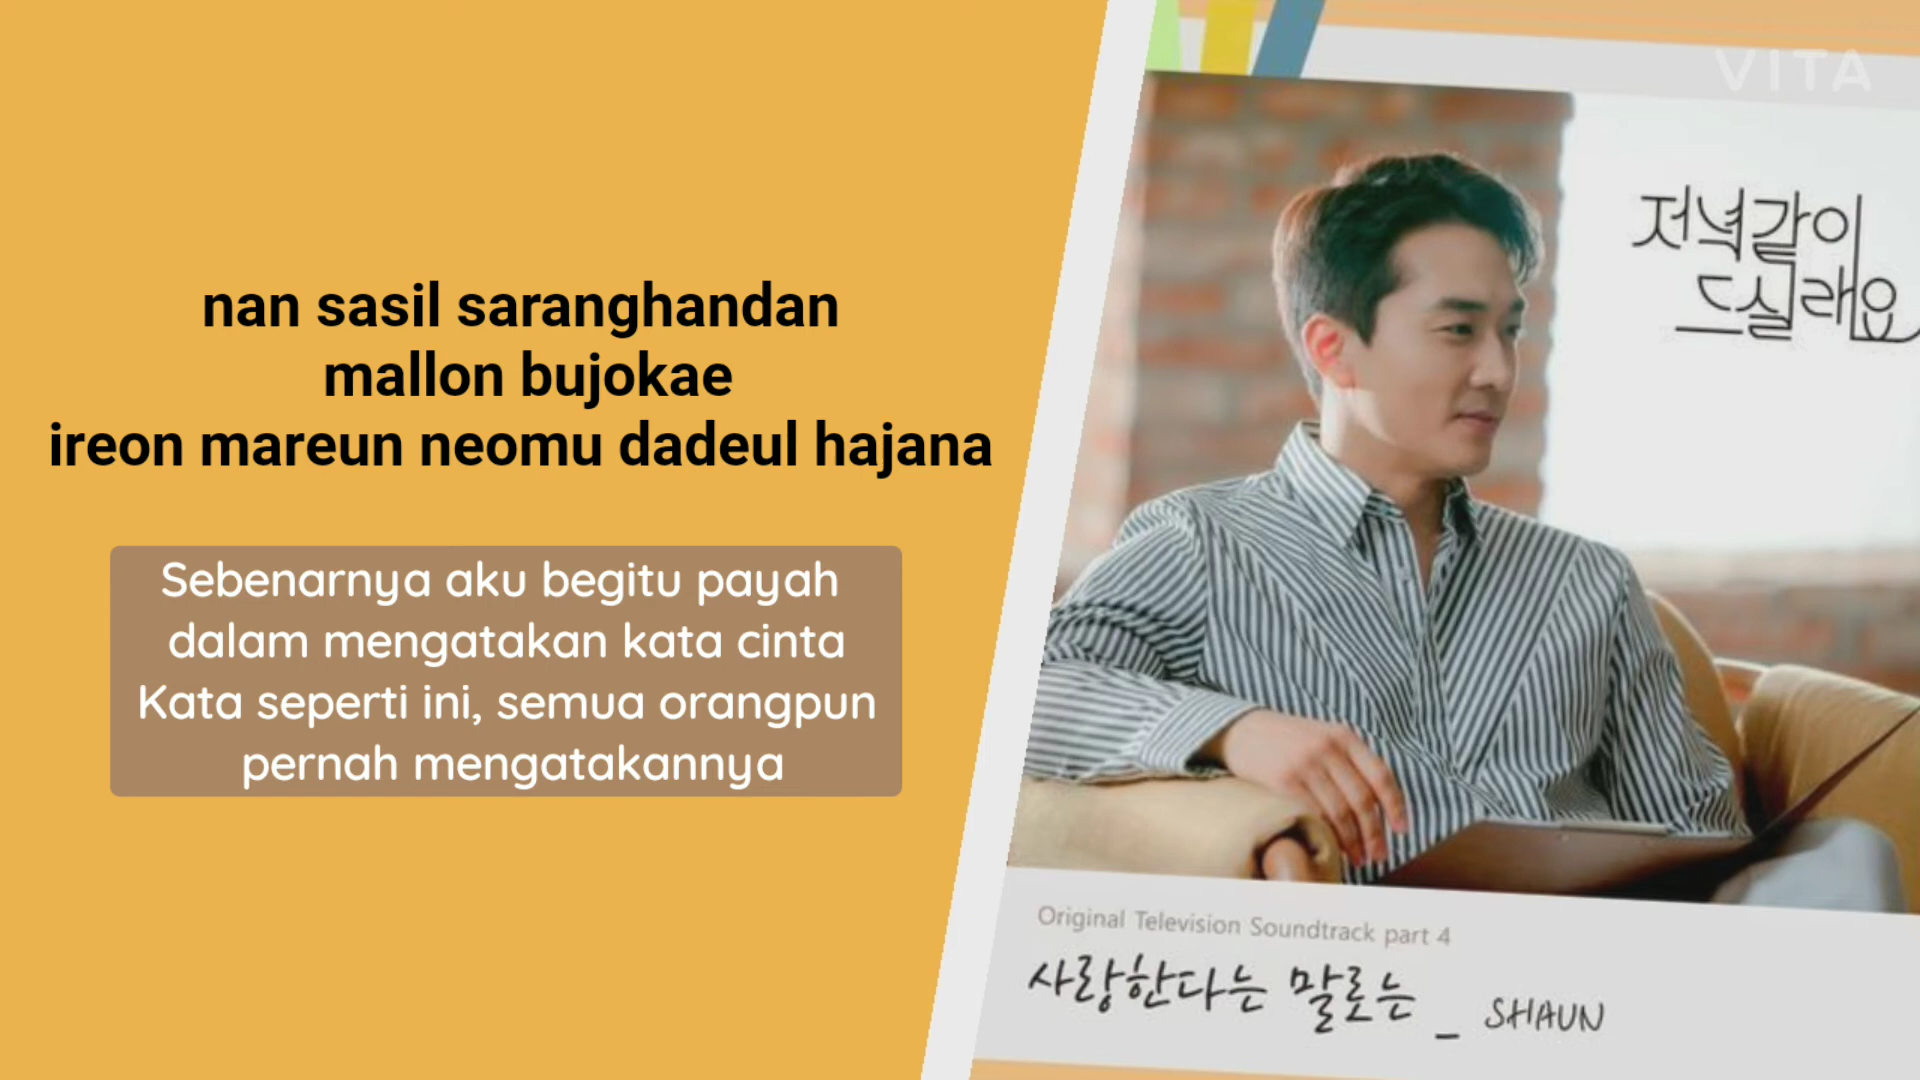 nan sasil saranghandan
mallon bujokae
ireon mareun neomu dadeul hajana
Sebenarnya aku begitu payah
dalam mengatakan kata cinta
Kata seperti ini, semua orangpun
pernah mengatakannya
VITA
저녁같이
드실래요
Original Television Soundtrack part 4
사랑한다는 말로는 _ SHAUN